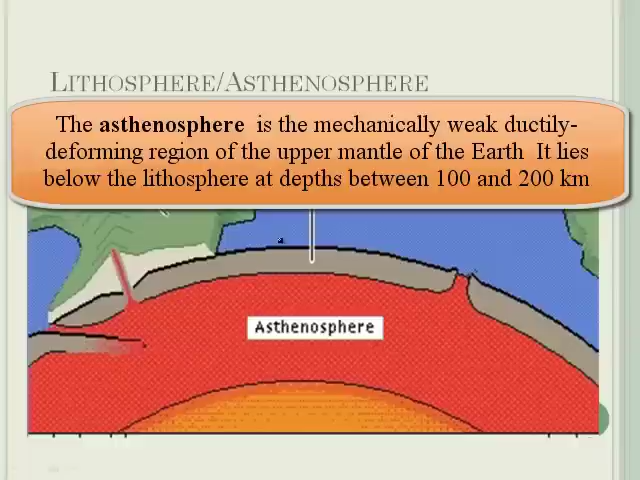 LITHOSPHERE/ASTHENOSPHERE
The asthenosphere is the mechanically weak ductily-
deforming region of the upper mantle of the Earth It lies
below the lithosphere at depths between 100 and 200 km
Asthenosphere